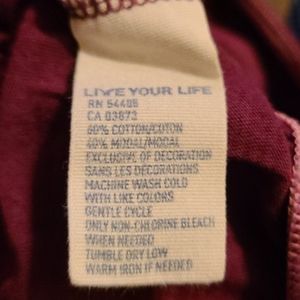 LIVE YOUR LIFE
RN 54485
CA 03873
60% COTTON/COTON
40% MODAL/MODAL
EXCLUSIVE OF DECORATION
SANS LES DECORATIONS
MACHINE WASH COLD
WITH LIKE COLORS
GENTLE CYCLE
ONLY NON-CHLORINE BLEACH
WHEN NEEDED
TUMBLE DRY LOW
WARM IRON IF NEEDED